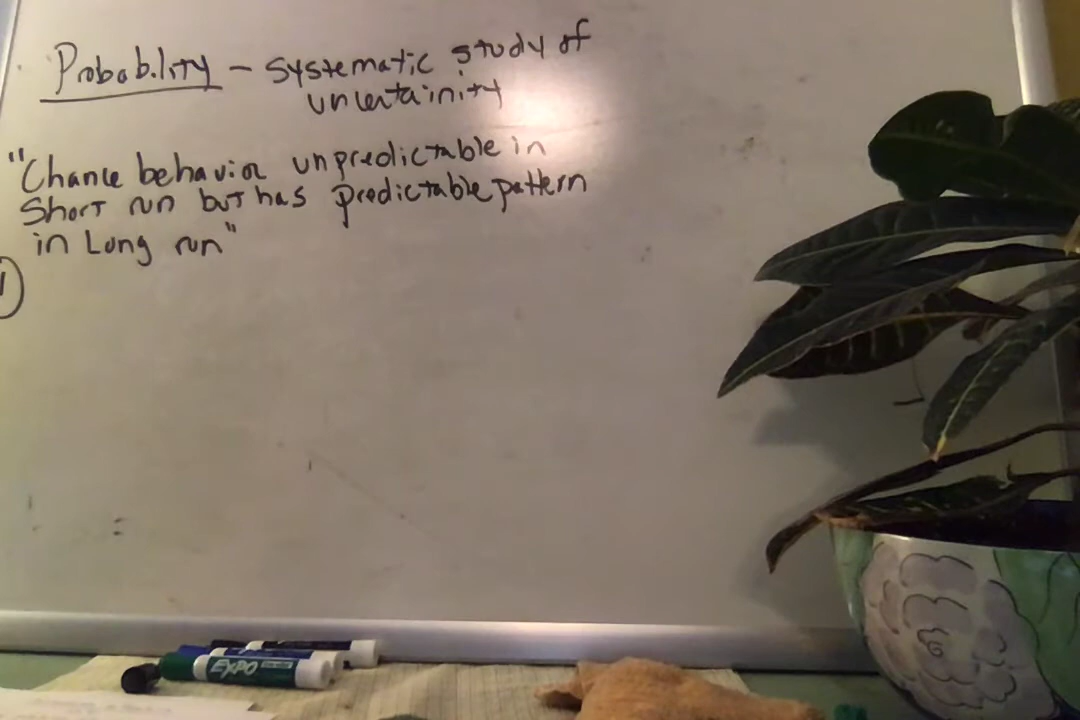 Probability - systematic study of
uncertainity
"Chance behavior unpredictable in
short run but has predictable pattern
in Long run"
1
EXPO